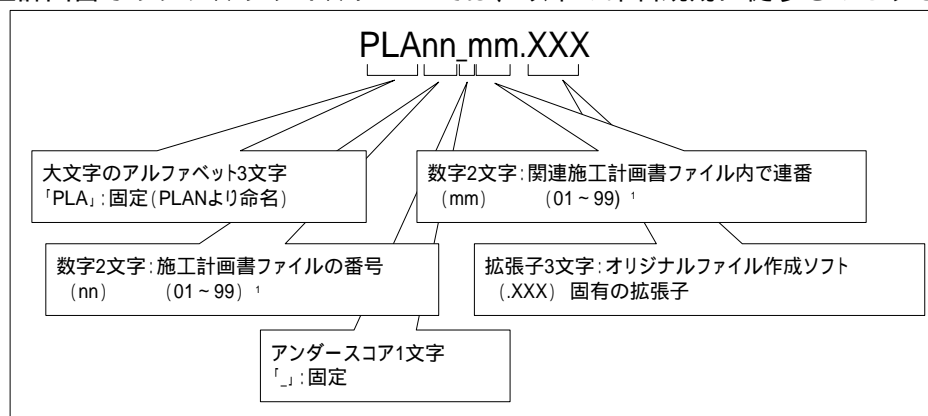 PLAnn_mm.XXX
大文字のアルファベット3文字
「PLA」:固定(PLANより命名)
数字2文字:関連施工計画書ファイル内で連番
(mm) (01~99) 1
数字2文字:施工計画書ファイルの番号
(nn) (01~99) 1
拡張子3文字:オリジナルファイル作成ソフト
(.XXX) 固有の拡張子
アンダースコア1文字
「_」:固定